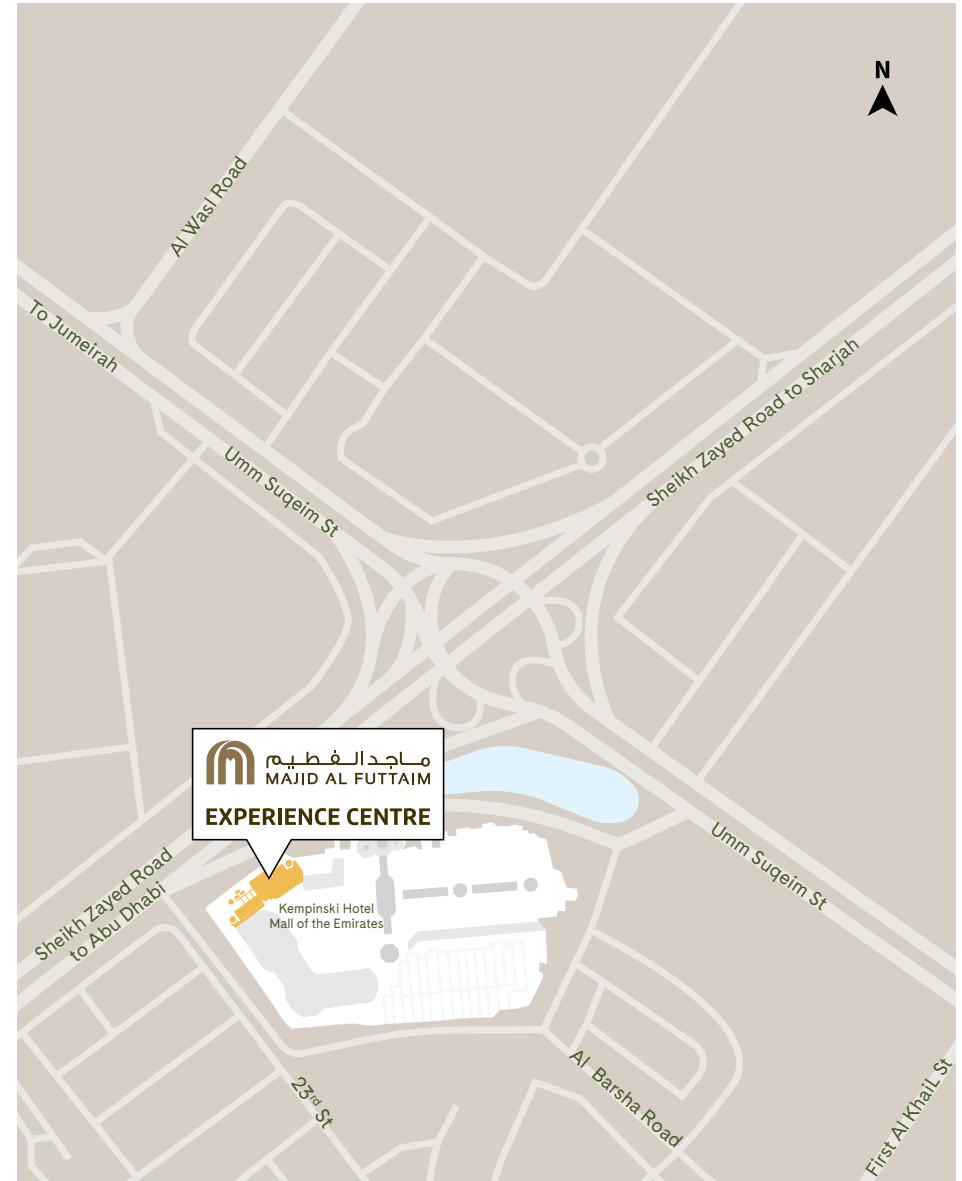 N
Al Wasl Road
To Jumeirah
Sheikh Zayed Road to Sharjah
Umm Suqeim St
ماجد الفطيم
MAJID AL FUTTAIM
EXPERIENCE CENTRE
Umm Suqeim St
Sheikh Zayed Road
to Abu Dhabi
Kempinski Hotel
Mall of the Emirates
23rd St
Al Barsha Road
First Al KhaiL St